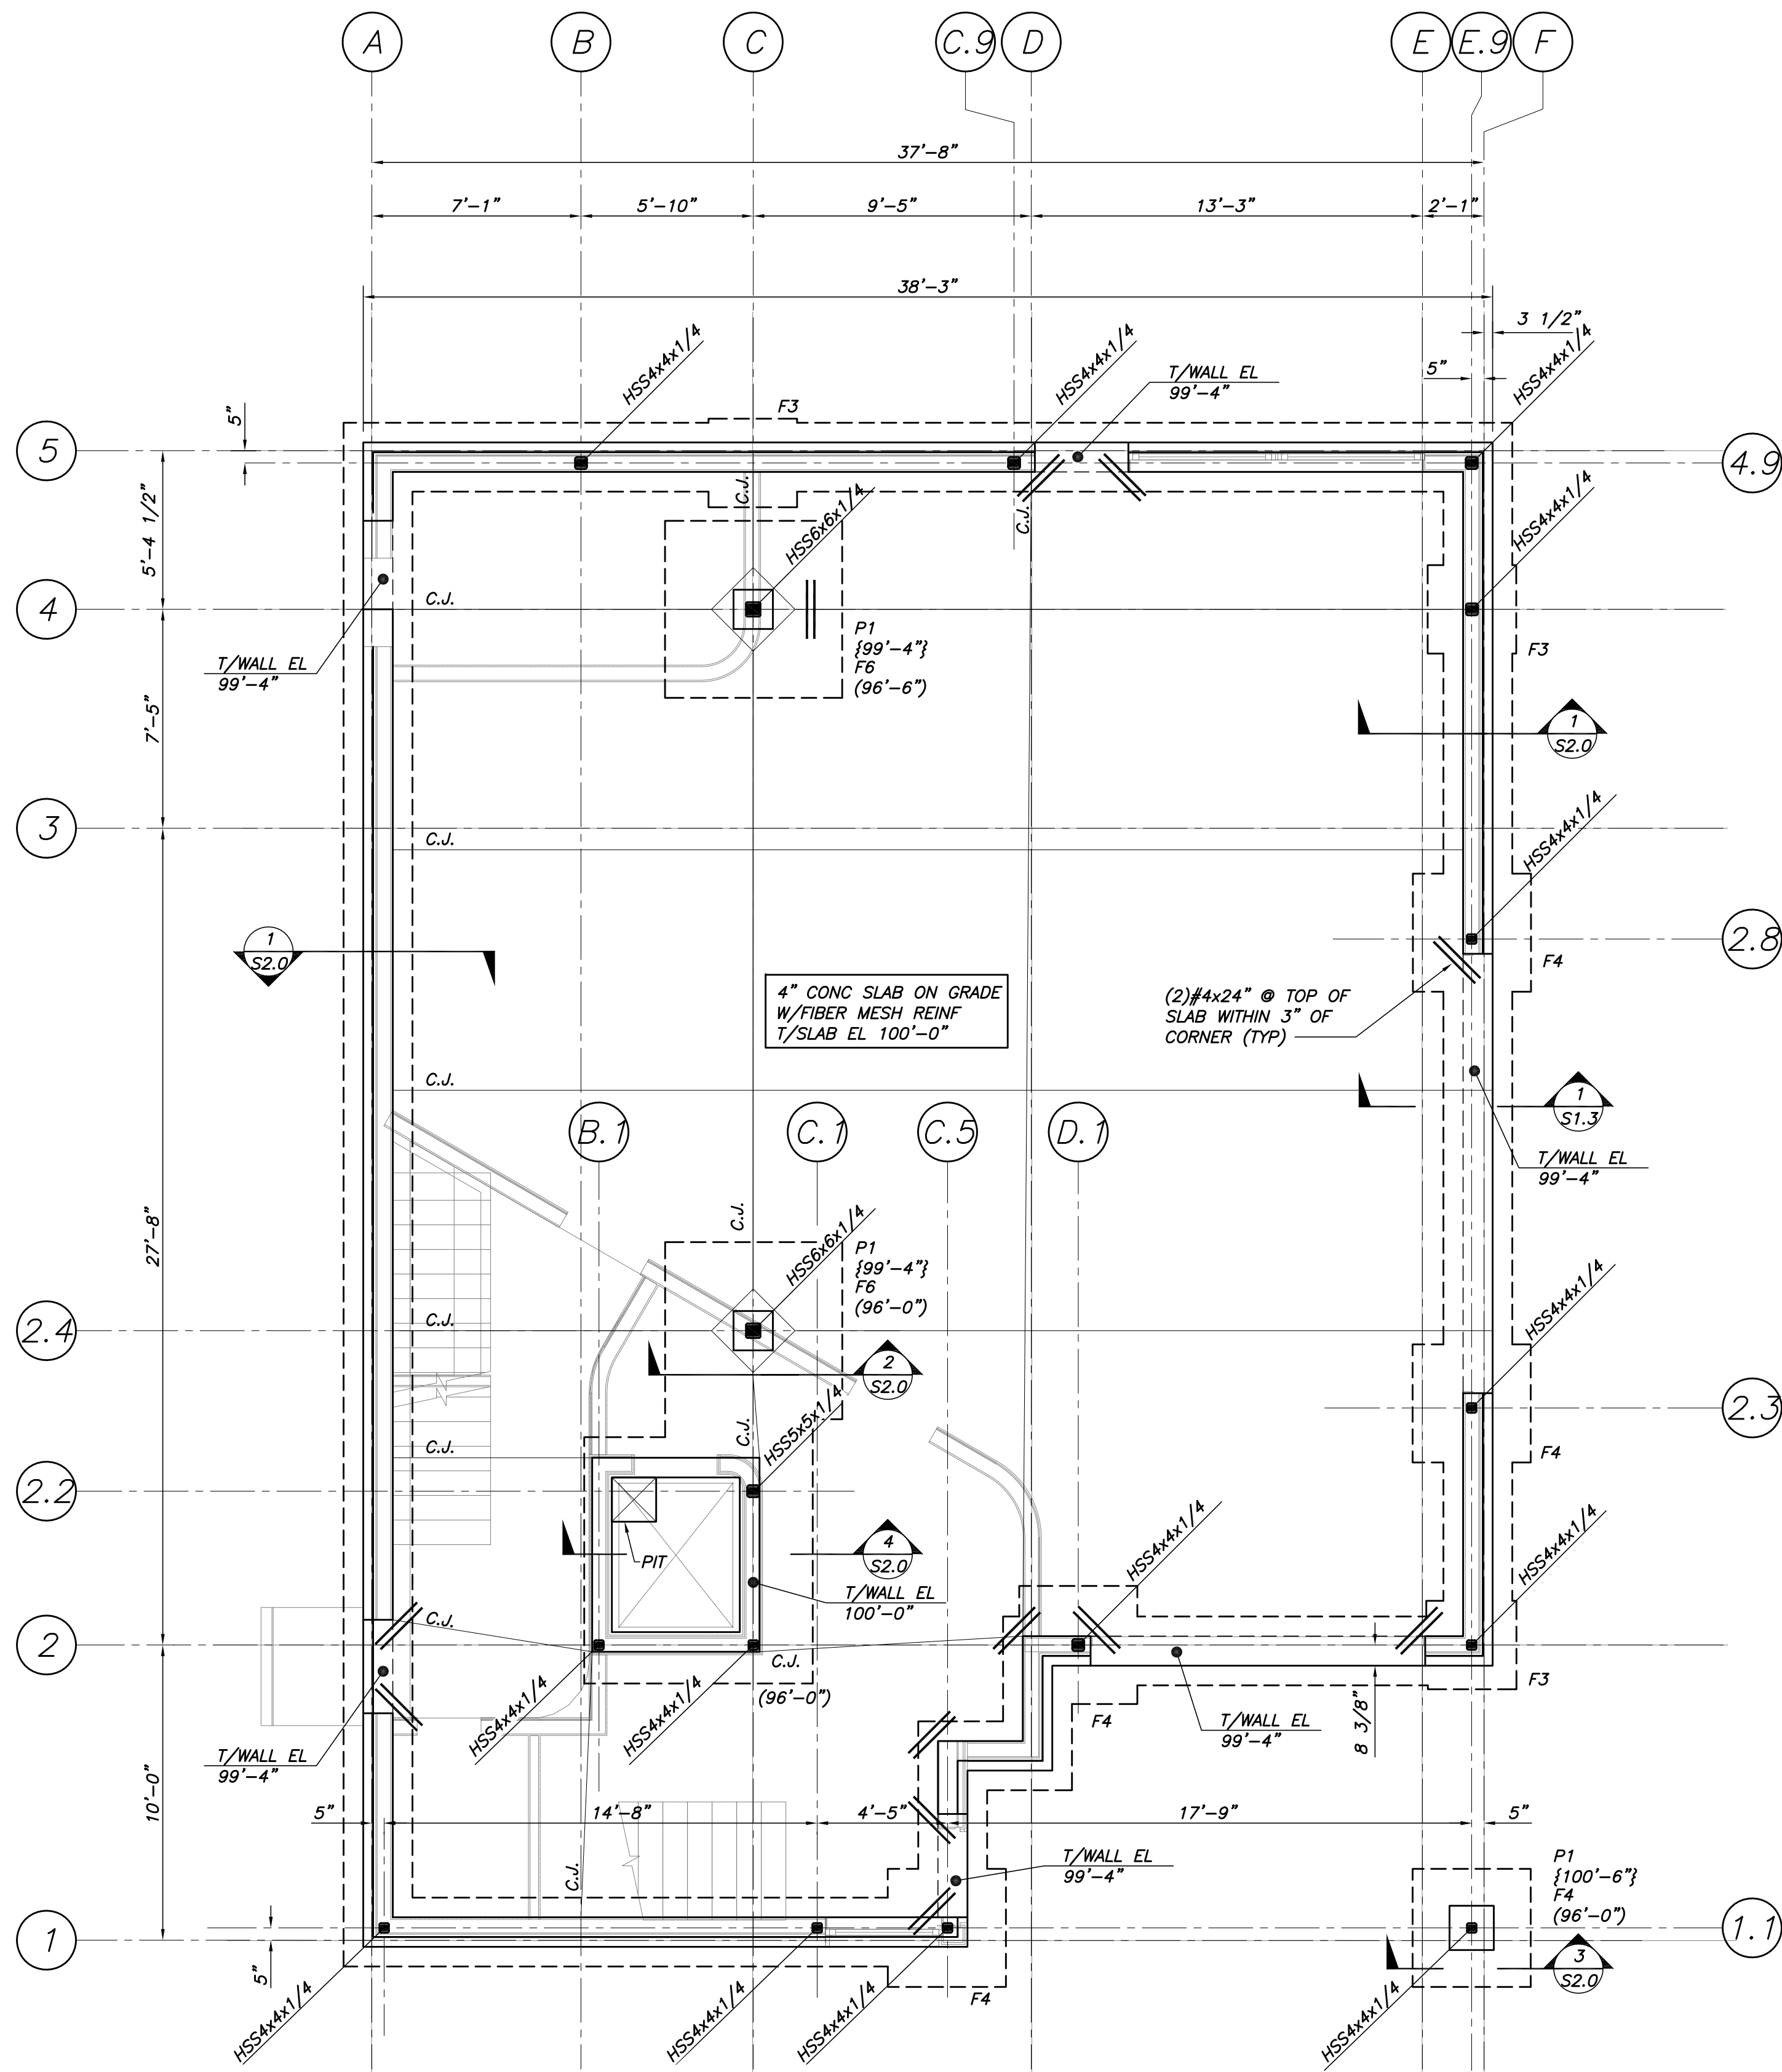 A
B
C
C.9
D
E
E.9
F
37'-8"
7'-1"
5'-10"
9'-5"
13'-3"
2'-1"
38'-3"
3 1/2"
5"
HSS4x4x1/4
HSS4x4x1/4
T/WALL EL
99'-4"
HSS4x4x1/4
5"
F3
5
4.9
C.J.
C.J.
HSS6x6x1/4
HSS4x4x1/4
5'-4 1/2"
4
C.J.
P1
{99'-4"}
F6
(96'-6")
F3
T/WALL EL
99'-4"
7'-5"
1
S2.0
3
C.J.
HSS4x4x1/4
1
S2.0
2.8
F4
4" CONC SLAB ON GRADE
W/FIBER MESH REINF
T/SLAB EL 100'-0"
(2)#4x24" @ TOP OF
SLAB WITHIN 3" OF
CORNER (TYP)
C.J.
B.1
C.1
C.5
D.1
1
S1.3
T/WALL EL
99'-4"
27'-8"
C.J.
HSS6x6x1/4
P1
{99'-4"}
F6
(96'-0")
HSS4x4x1/4
2.4
C.J.
2
S2.0
2.3
C.J.
C.J.
HSS5x5x1/4
F4
2.2
PIT
4
S2.0
HSS4x4x1/4
HSS4x4x1/4
T/WALL EL
100'-0"
C.J.
2
C.J.
(96'-0")
HSS4x4x1/4
HSS4x4x1/4
F3
F4
T/WALL EL
99'-4"
8 3/8"
T/WALL EL
99'-4"
10'-0"
5"
14'-8"
4'-5"
17'-9"
5"
T/WALL EL
99'-4"
C.J.
P1
{100'-6"}
F4
(96'-0")
1
1.1
5"
3
S2.0
F4
HSS4x4x1/4
HSS4x4x1/4
HSS4x4x1/4
HSS4x4x1/4